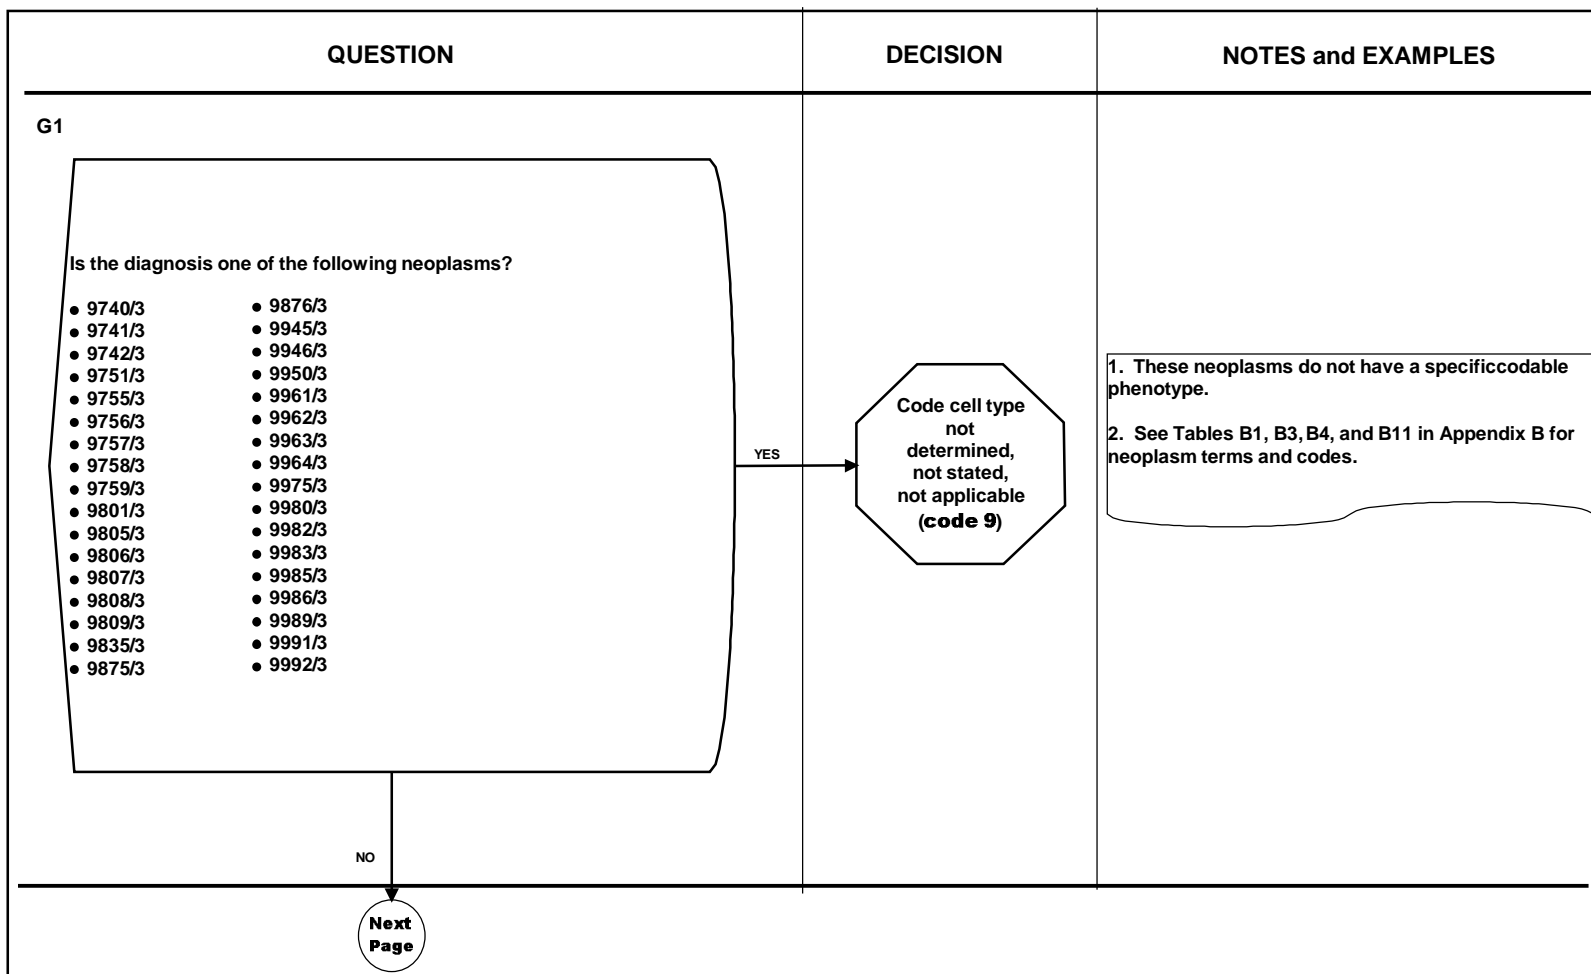 QUESTION
DECISION
NOTES and EXAMPLES
G1
Is the diagnosis one of the following neoplasms?
● 9740/3
● 9741/3
● 9742/3
● 9751/3
● 9755/3
● 9756/3
● 9757/3
● 9758/3
● 9759/3
● 9801/3
● 9805/3
● 9806/3
● 9807/3
● 9808/3
● 9809/3
● 9835/3
● 9875/3
● 9876/3
● 9945/3
● 9946/3
● 9950/3
● 9961/3
● 9962/3
● 9963/3
● 9964/3
● 9975/3
● 9980/3
● 9982/3
● 9983/3
● 9985/3
● 9986/3
● 9989/3
● 9991/3
● 9992/3
YES
Code cell type
not
determined,
not stated,
not applicable
(code 9)
1. These neoplasms do not have a specificcodable
phenotype.
2. See Tables B1, B3, B4, and B11 in Appendix B for
neoplasm terms and codes.
NO
Next
Page